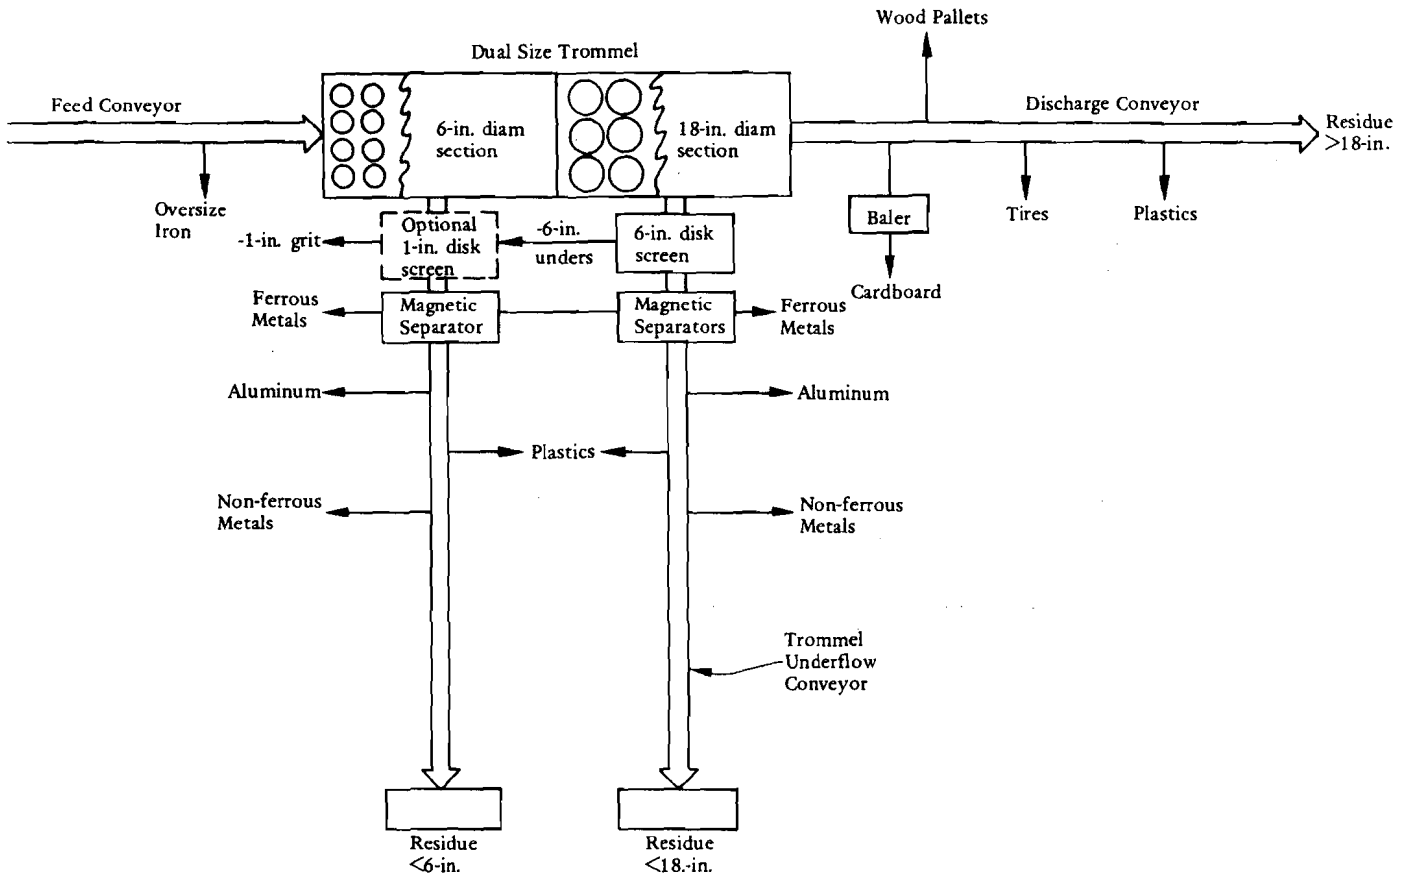 Wood Pallets
Dual Size Trommel
Feed Conveyor
Discharge Conveyor
6-in. diam
section
18-in. diam
section
Residue
>18-in.
Oversize
Iron
Baler
Tires
Plastics
Cardboard
-1-in. grit
Optional
1-in. disk
screen
-6-in.
unders
6-in. disk
screen
Ferrous
Metals
Magnetic
Separator
Magnetic
Separators
Ferrous
Metals
Aluminum
Aluminum
Plastics
Non-ferrous
Metals
Non-ferrous
Metals
Trommel
Underflow
Conveyor
Residue
<6-in.
Residue
<18.-in.